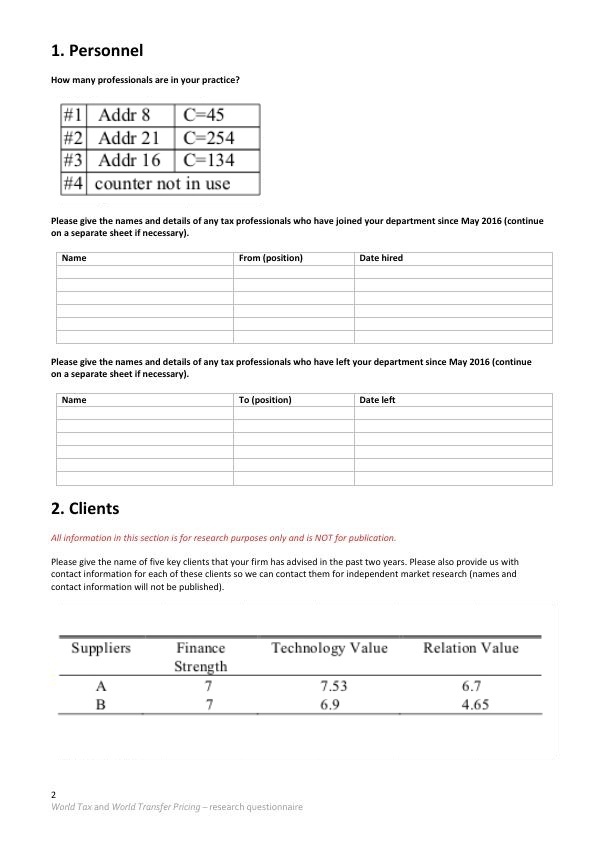 1. Personnel
How many professionals are in your practice?
#1 Addr 8 C=45
#2 Addr 21 C=254
#3 Addr 16 C=134
#4 counter not in use
Please give the names and details of any tax professionals who have joined your department since May 2016 (continue
on a separate sheet if necessary).
Name From (position) Date hired
Please give the names and details of any tax professionals who have left your department since May 2016 (continue
on a separate sheet if necessary).
Name To (position) Date left
2. Clients
All information in this section is for research purposes only and is NOT for publication.
Please give the name of five key clients that your firm has advised in the past two years. Please also provide us with
contact information for each of these clients so we can contact them for independent market research (names and
contact information will not be published).
Suppliers Finance Technology Value Relation Value
Strength
A 7 7.53 6.7
B 7 6.9 4.65
2
World Tax and World Transfer Pricing – research questionnaire